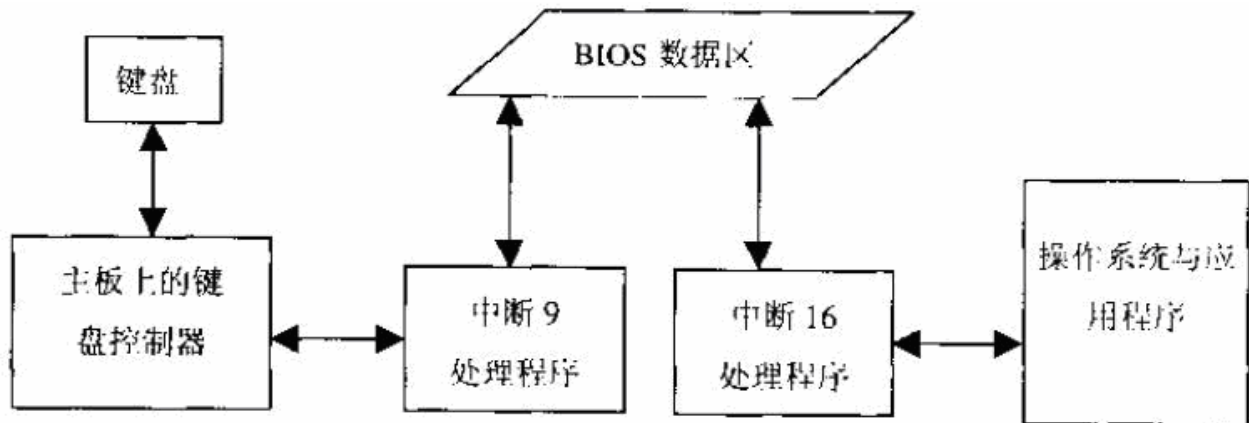 键盘
BIOS 数据区
主板上的键
盘控制器
中断 9
处理程序
中断 16
处理程序
操作系统与应
用程序